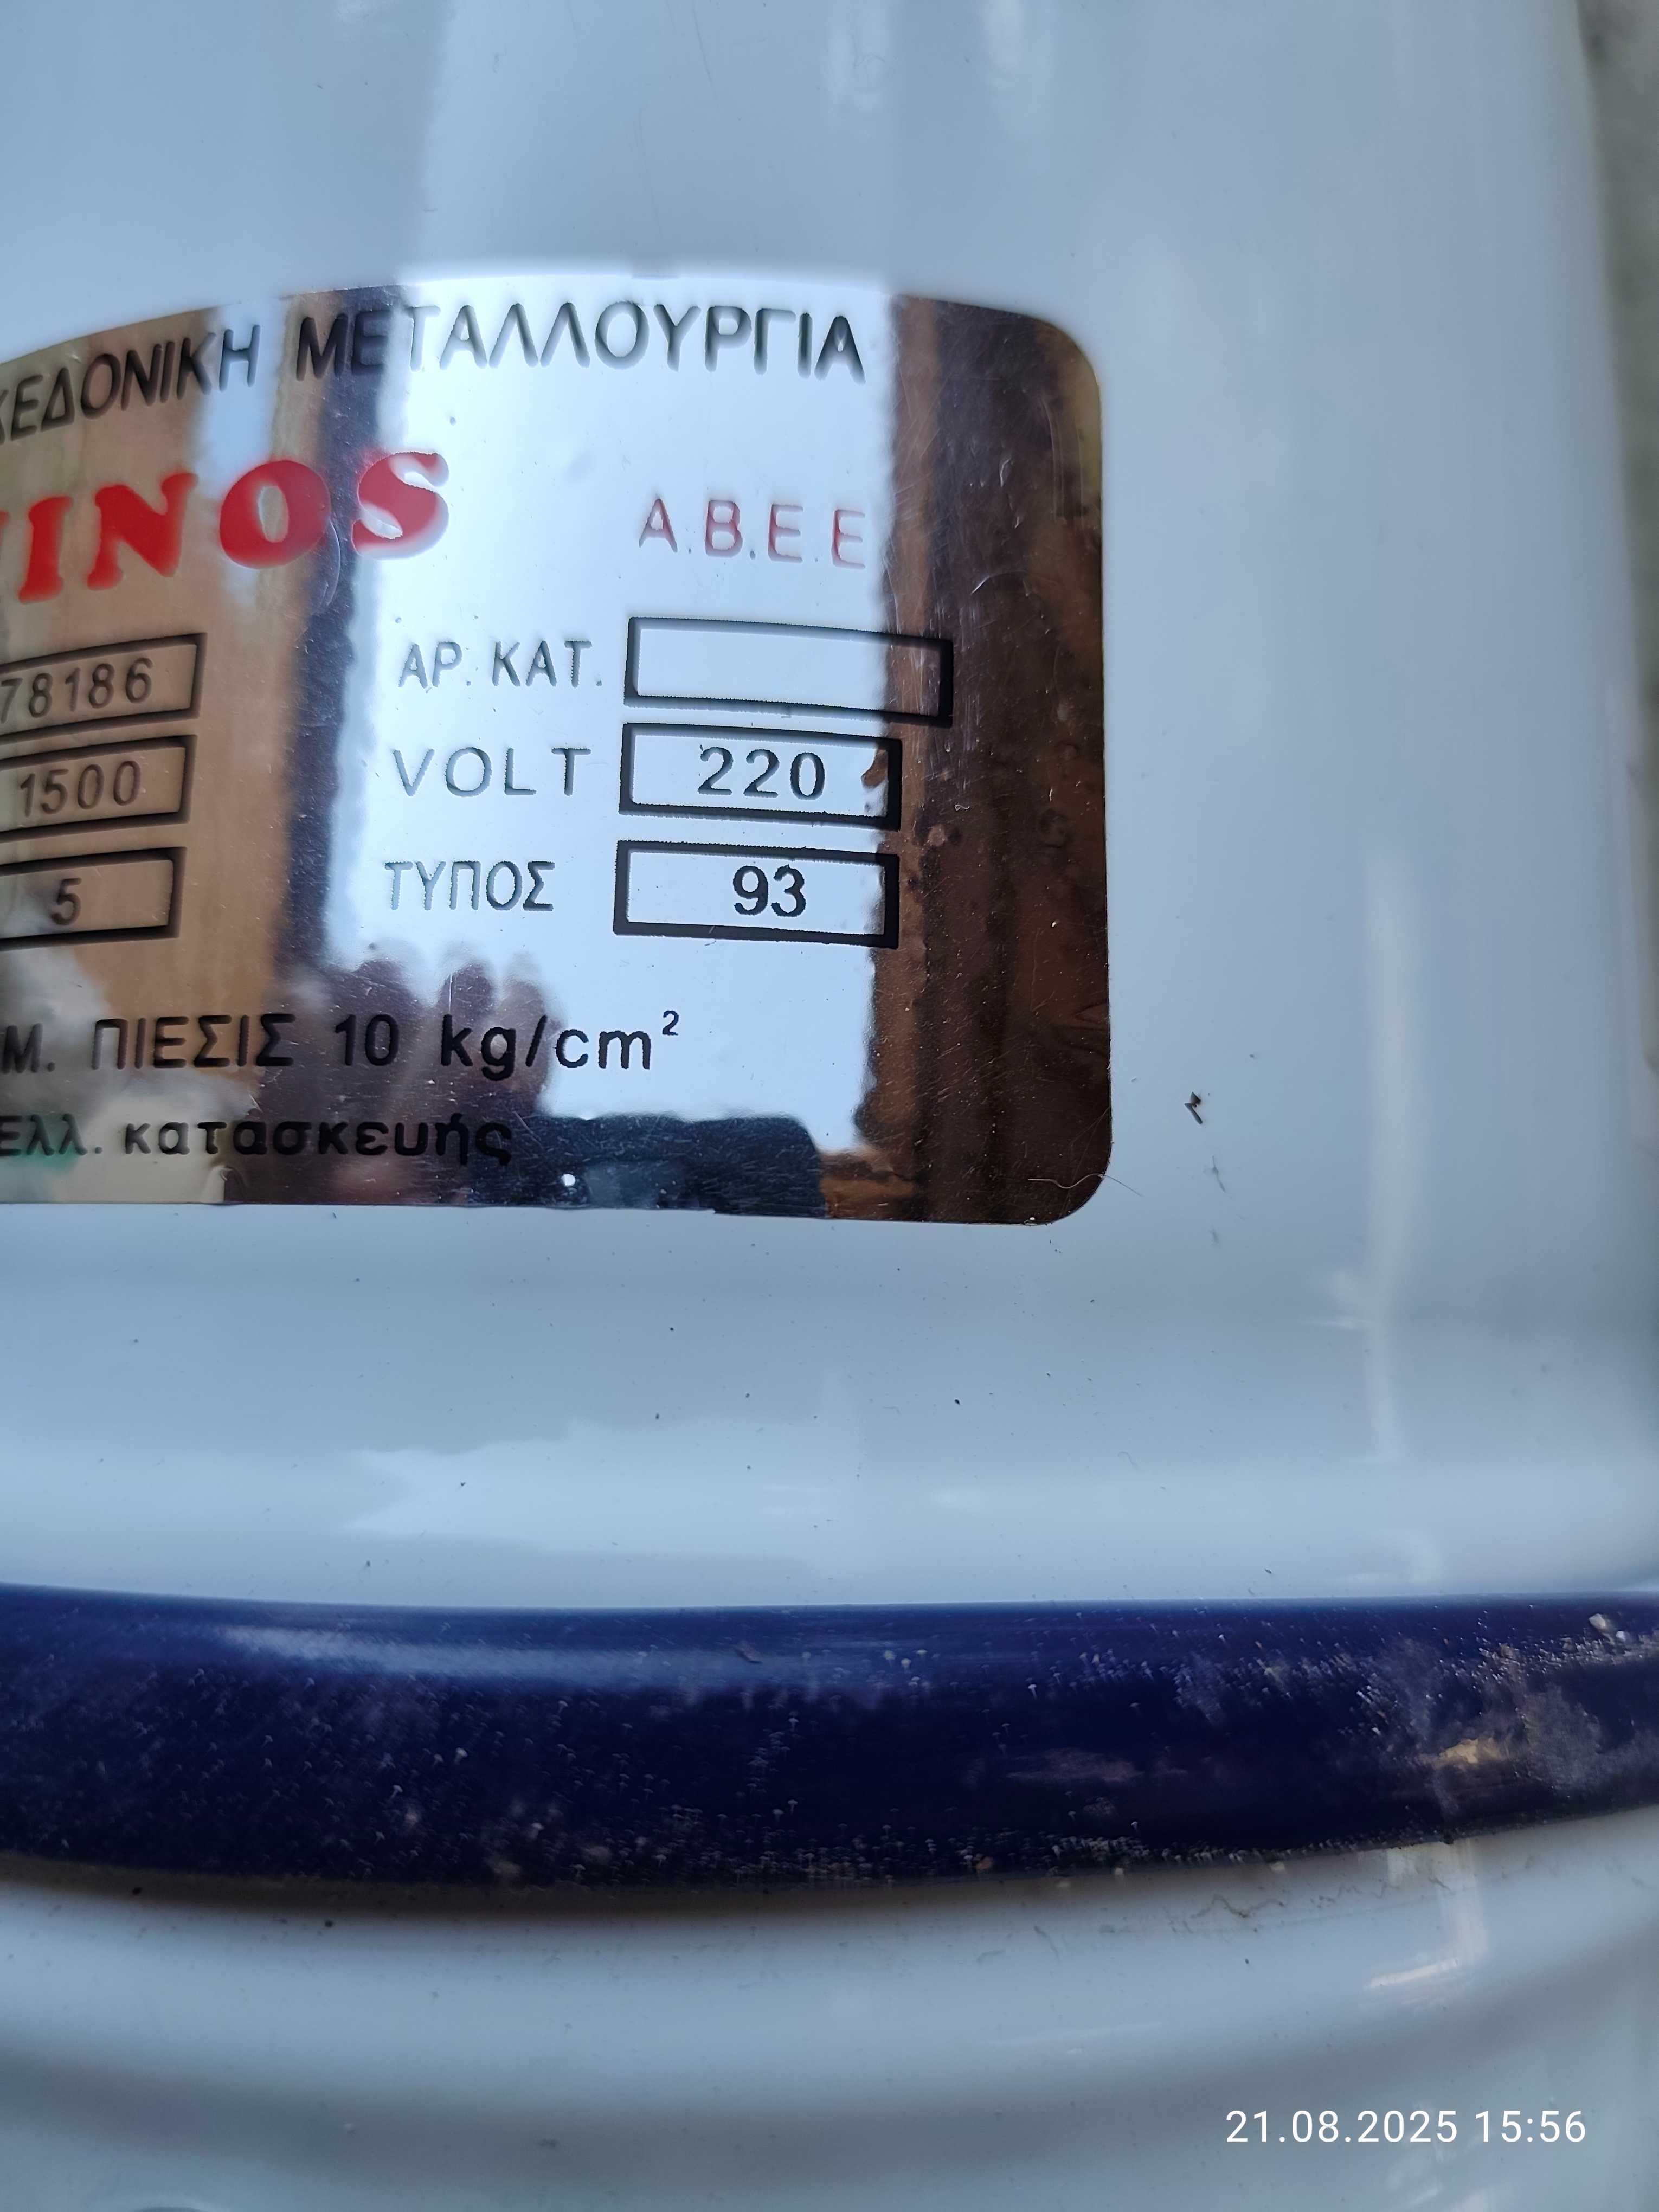 ΚΕΔΟΝΙΚΗ ΜΕΤΑΛΛΟΥΡΓΙΑ
INOS Α.Β.Ε.Ε
78186 ΑΡ. ΚΑΤ.
1500 VOLT 220
5 ΤΥΠΟΣ 93
Μ. ΠΙΕΣΙΣ 10 kg/cm²
Ελλ. κατασκευής
21.08.2025 15:56